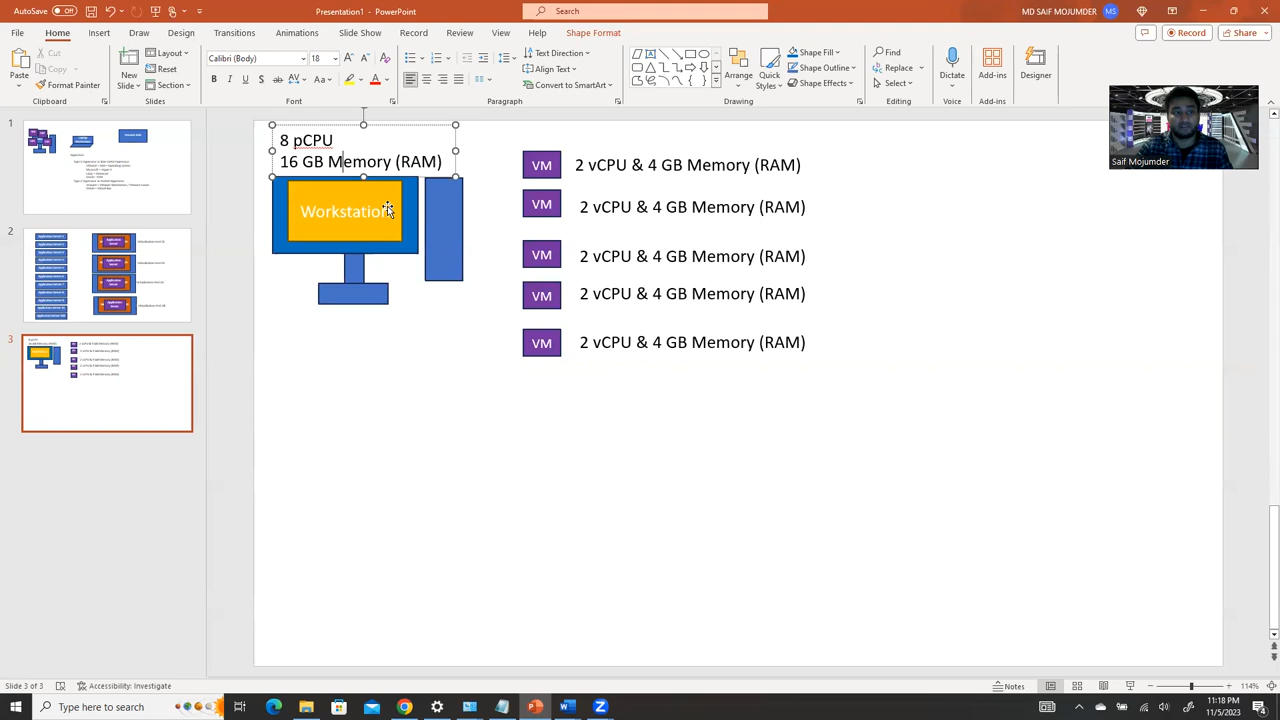 Presentation1 - PowerPoint
Search
MD SAIF MOJUMDER
MS
File
Home
Insert
Draw
Design
Transitions
Animations
Slide Show
Record
Review
View
Help
Shape Format
Record
Share
Paste
Cut
Copy
Format Painter
Clipboard
New
Slide
Layout
Reset
Section
Slides
Calibri (Body)
18
Font
Text Direction
Align Text
Convert to SmartArt
Paragraph
Arrange
Quick
Styles
Shape Fill
Shape Outline
Shape Effects
Drawing
Find
Replace
Select
Editing
Dictate
Voice
Add-ins
Add-ins
Designer
Designer
Saif Mojumder
1
2
8 pCPU
16 GB Memory (RAM)
Workstation
VM
2 vCPU & 4 GB Memory (RAM)
VM
2 vCPU & 4 GB Memory (RAM)
VM
2 vCPU & 4 GB Memory (RAM)
VM
2 vCPU & 4 GB Memory (RAM)
VM
2 vCPU & 4 GB Memory (RAM)
Slide 3 of 3
Accessibility: Investigate
Notes
114%
Type here to search
11:18 PM
11/5/2023